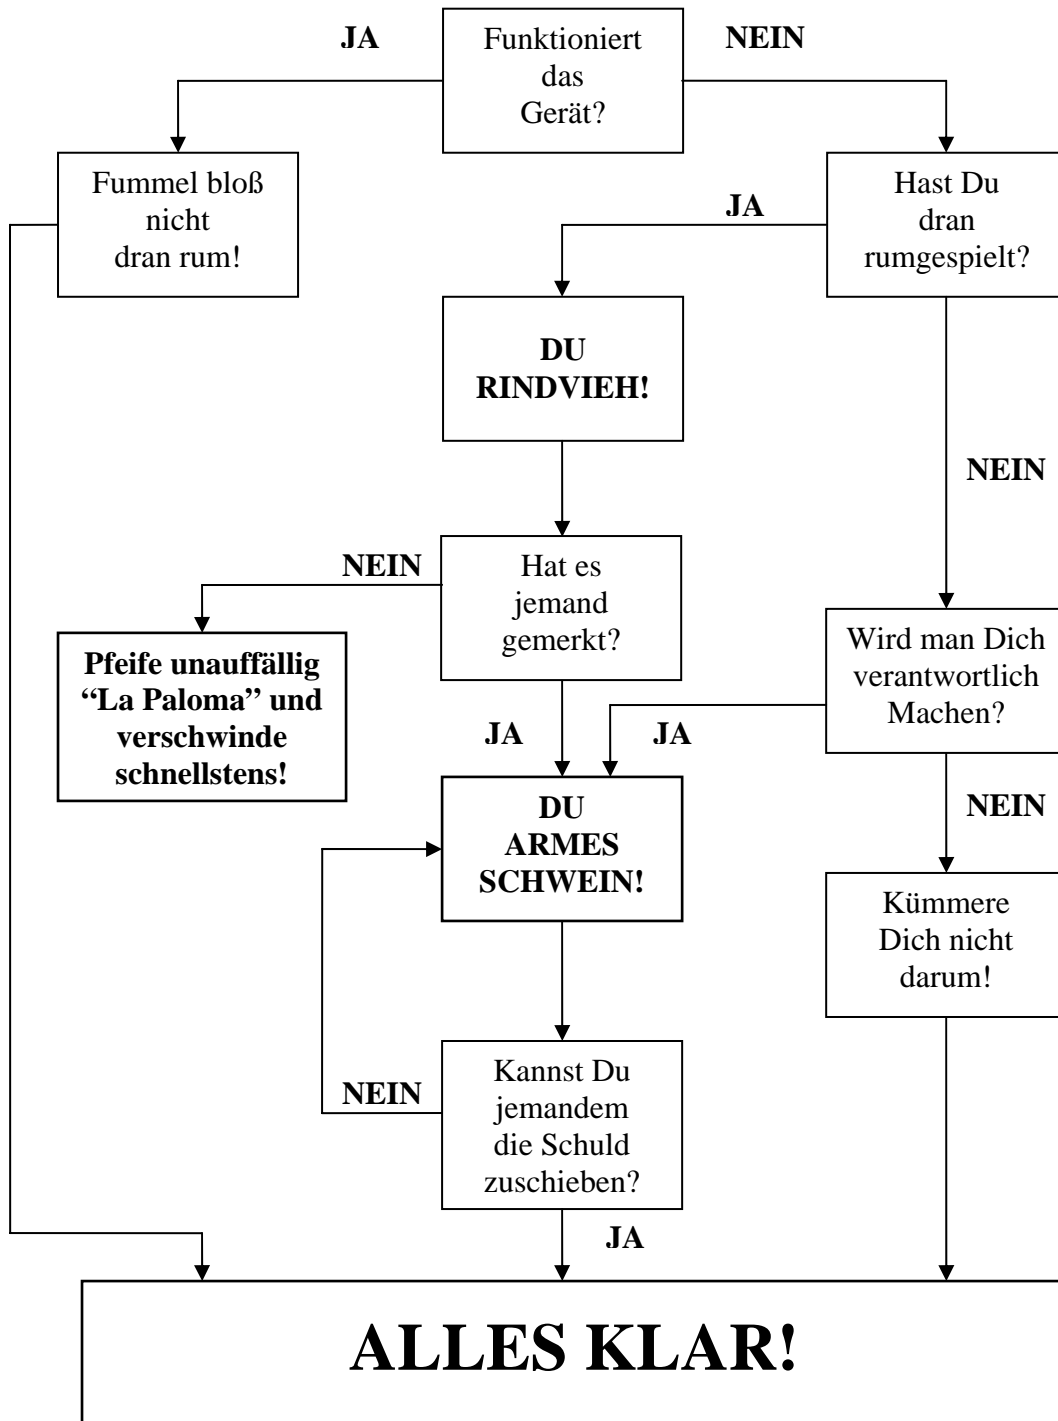 JA
Funktioniert
das
Gerät?
NEIN
Fummel bloß
nicht
dran rum!
Hast Du
dran
rumgespielt?
JA
DU
RINDVIEH!
NEIN
Hat es
jemand
gemerkt?
NEIN
Pfeife unauffällig
“La Paloma” und
verschwinde
schnellstens!
Wird man Dich
verantwortlich
Machen?
JA
JA
DU
ARMES
SCHWEIN!
NEIN
Kümmere
Dich nicht
darum!
Kannst Du
jemandem
die Schuld
zuschieben?
NEIN
JA
ALLES KLAR!